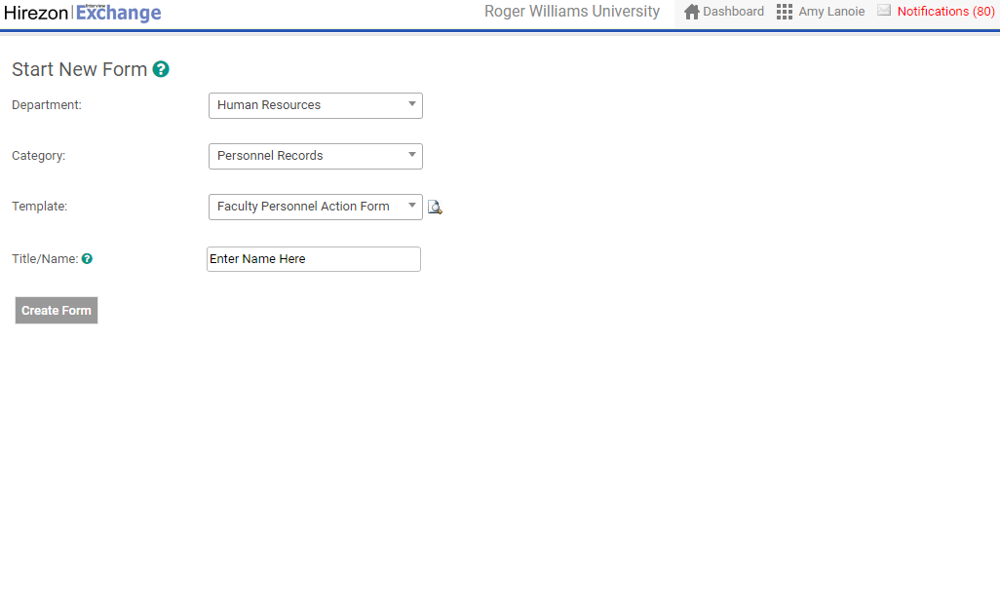 Hirezon | Interview Exchange Roger Williams University Dashboard Amy Lanoie Notifications (80)
Start New Form ?
Department: Human Resources
Category: Personnel Records
Template: Faculty Personnel Action Form
Title/Name: ? Enter Name Here
Create Form